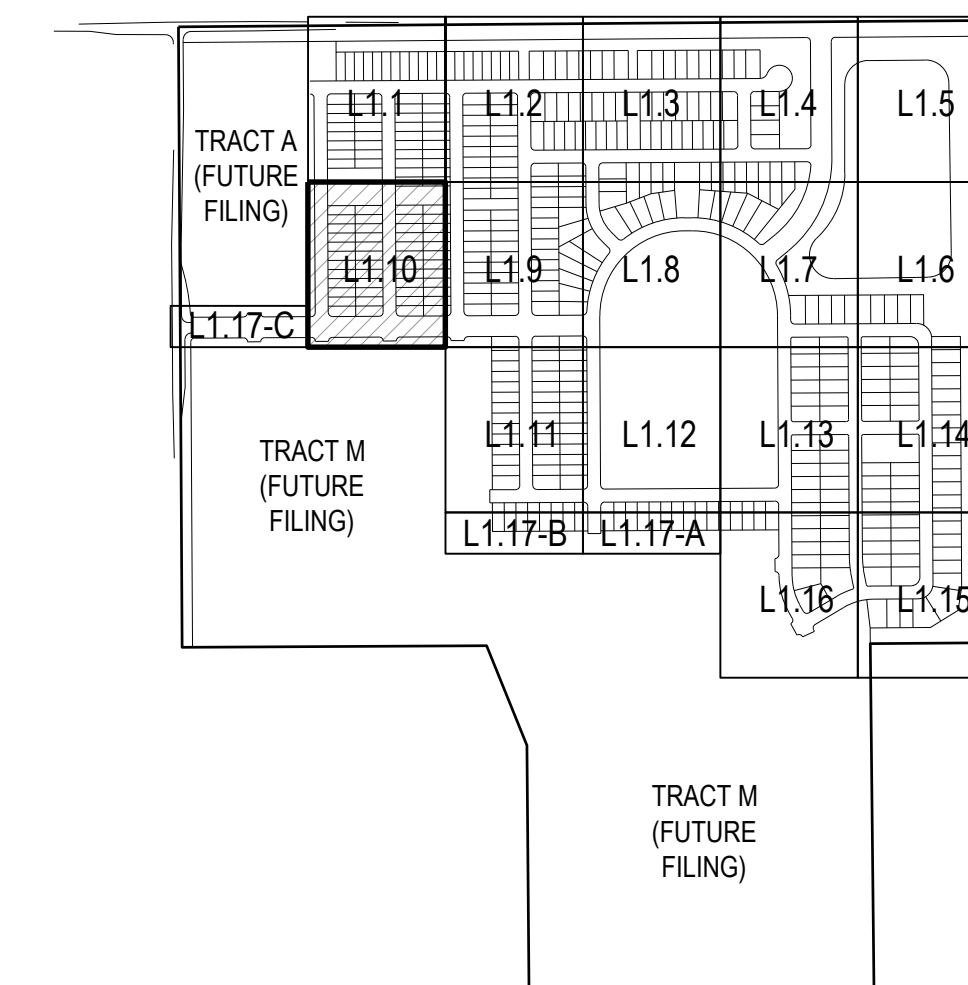 L1.1
L1.2
L1.3
L1.4
L1.5
TRACT A
(FUTURE
FILING)
L1.10
L1.9
L1.8
L1.7
L1.6
L1.17-C
TRACT M
(FUTURE
FILING)
L1.11
L1.12
L1.13
L1.14
L1.17-B
L1.17-A
L1.16
L1.15
TRACT M
(FUTURE
FILING)